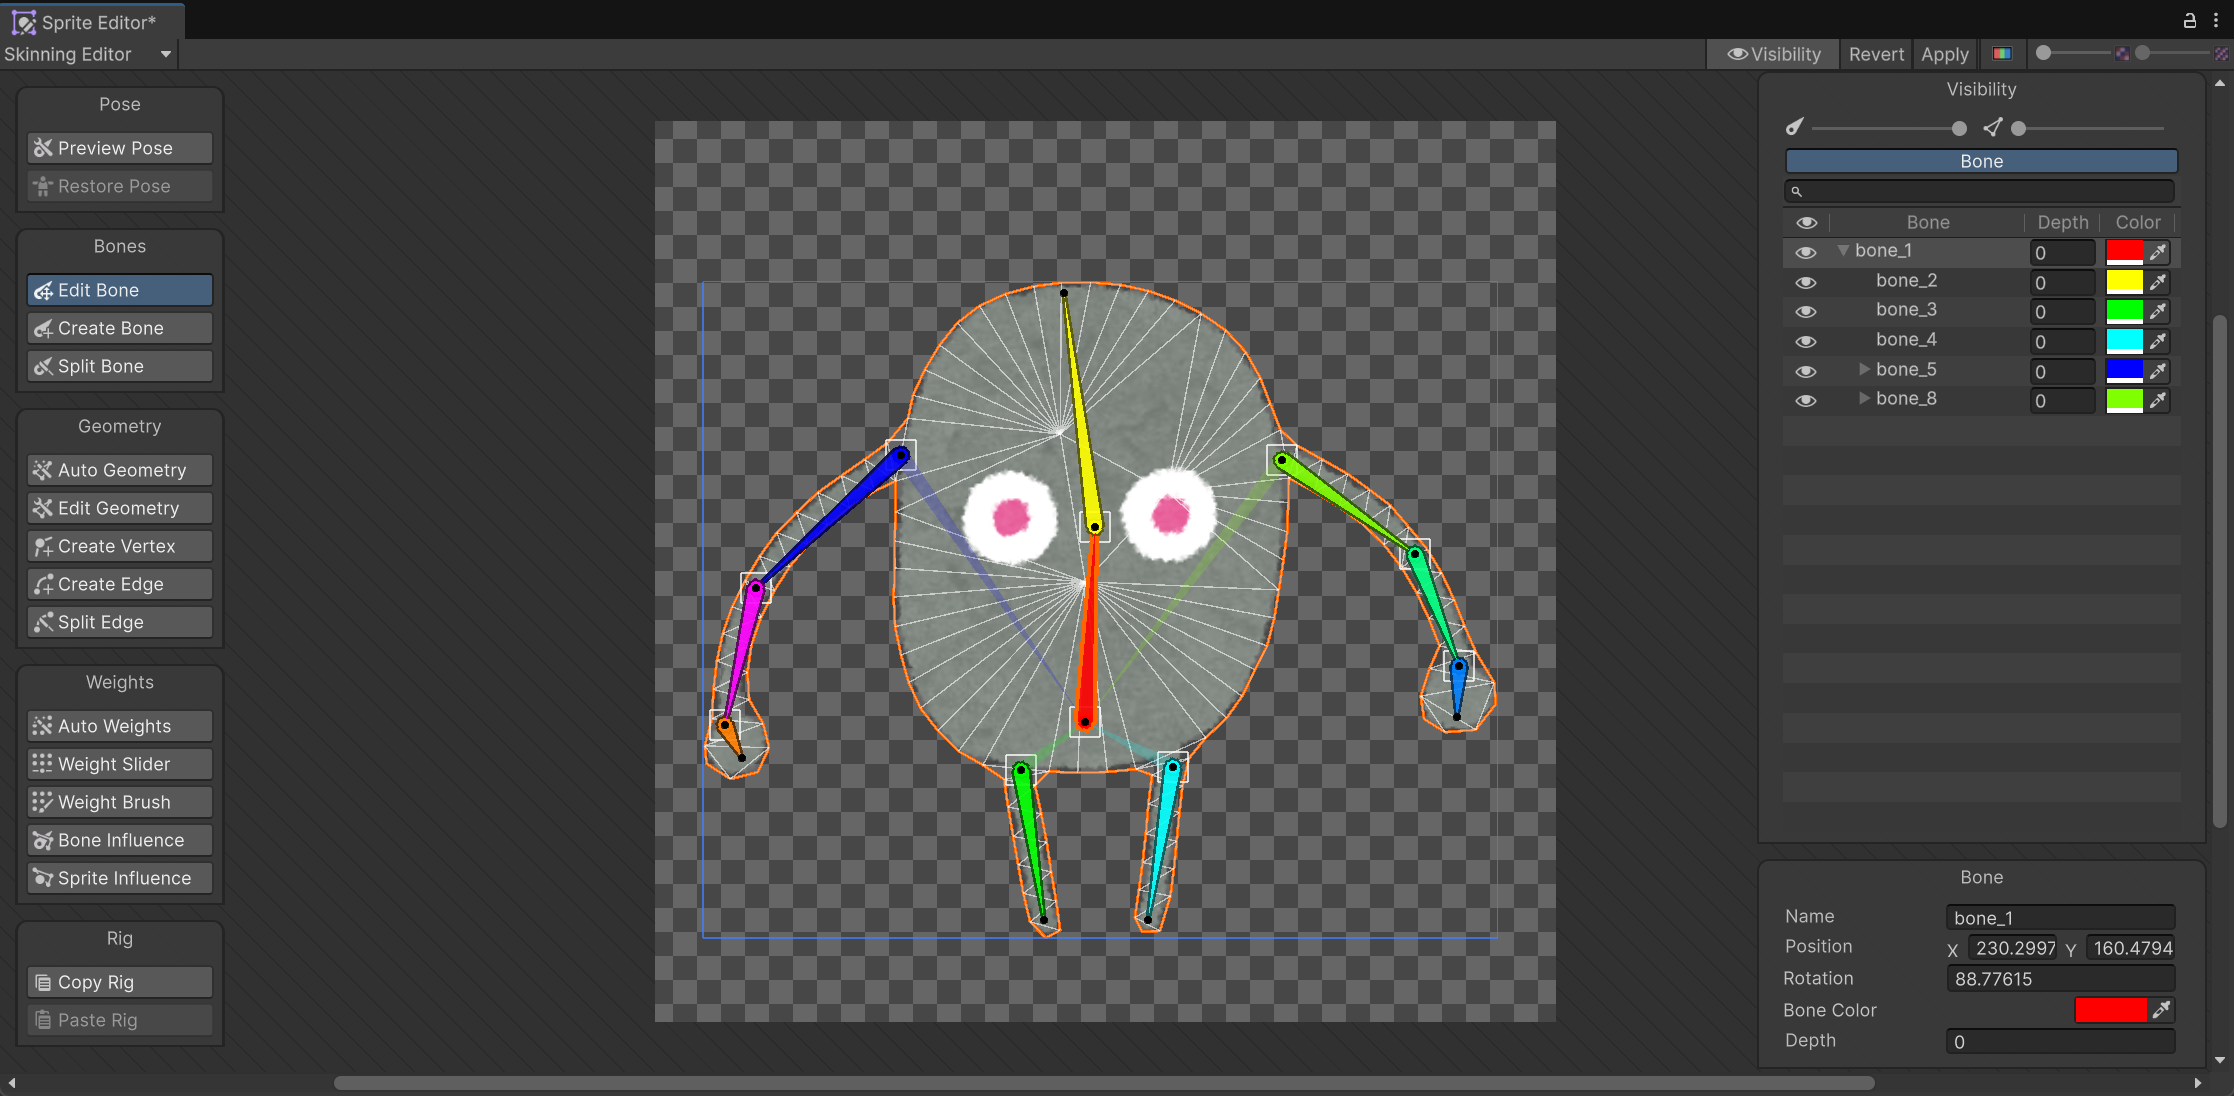 Sprite Editor*
Skinning Editor
Visibility
Revert
Apply
Pose
Preview Pose
Restore Pose
Bones
Edit Bone
Create Bone
Split Bone
Geometry
Auto Geometry
Edit Geometry
Create Vertex
Create Edge
Split Edge
Weights
Auto Weights
Weight Slider
Weight Brush
Bone Influence
Sprite Influence
Rig
Copy Rig
Paste Rig
Visibility
Bone
Bone Depth Color
bone_1 0
bone_2 0
bone_3 0
bone_4 0
bone_5 0
bone_8 0
Bone
Name bone_1
Position X 230.2997 Y 160.4794
Rotation 88.77615
Bone Color
Depth 0